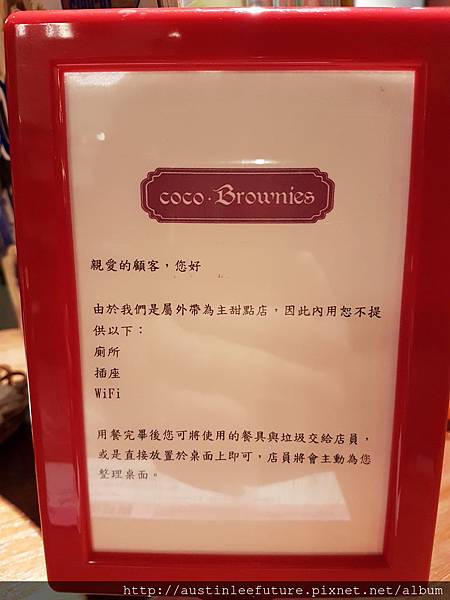 coco · Brownies
親愛的顧客，您好
由於我們是屬外帶為主甜點店，因此內用恕不提
供以下：
廁所
插座
WiFi
用餐完畢後您可將使用的餐具與垃圾交給店員，
或是直接放置於桌面上即可，店員將會主動為您
整理桌面。
http://austinleefuture.pixnet.net/album